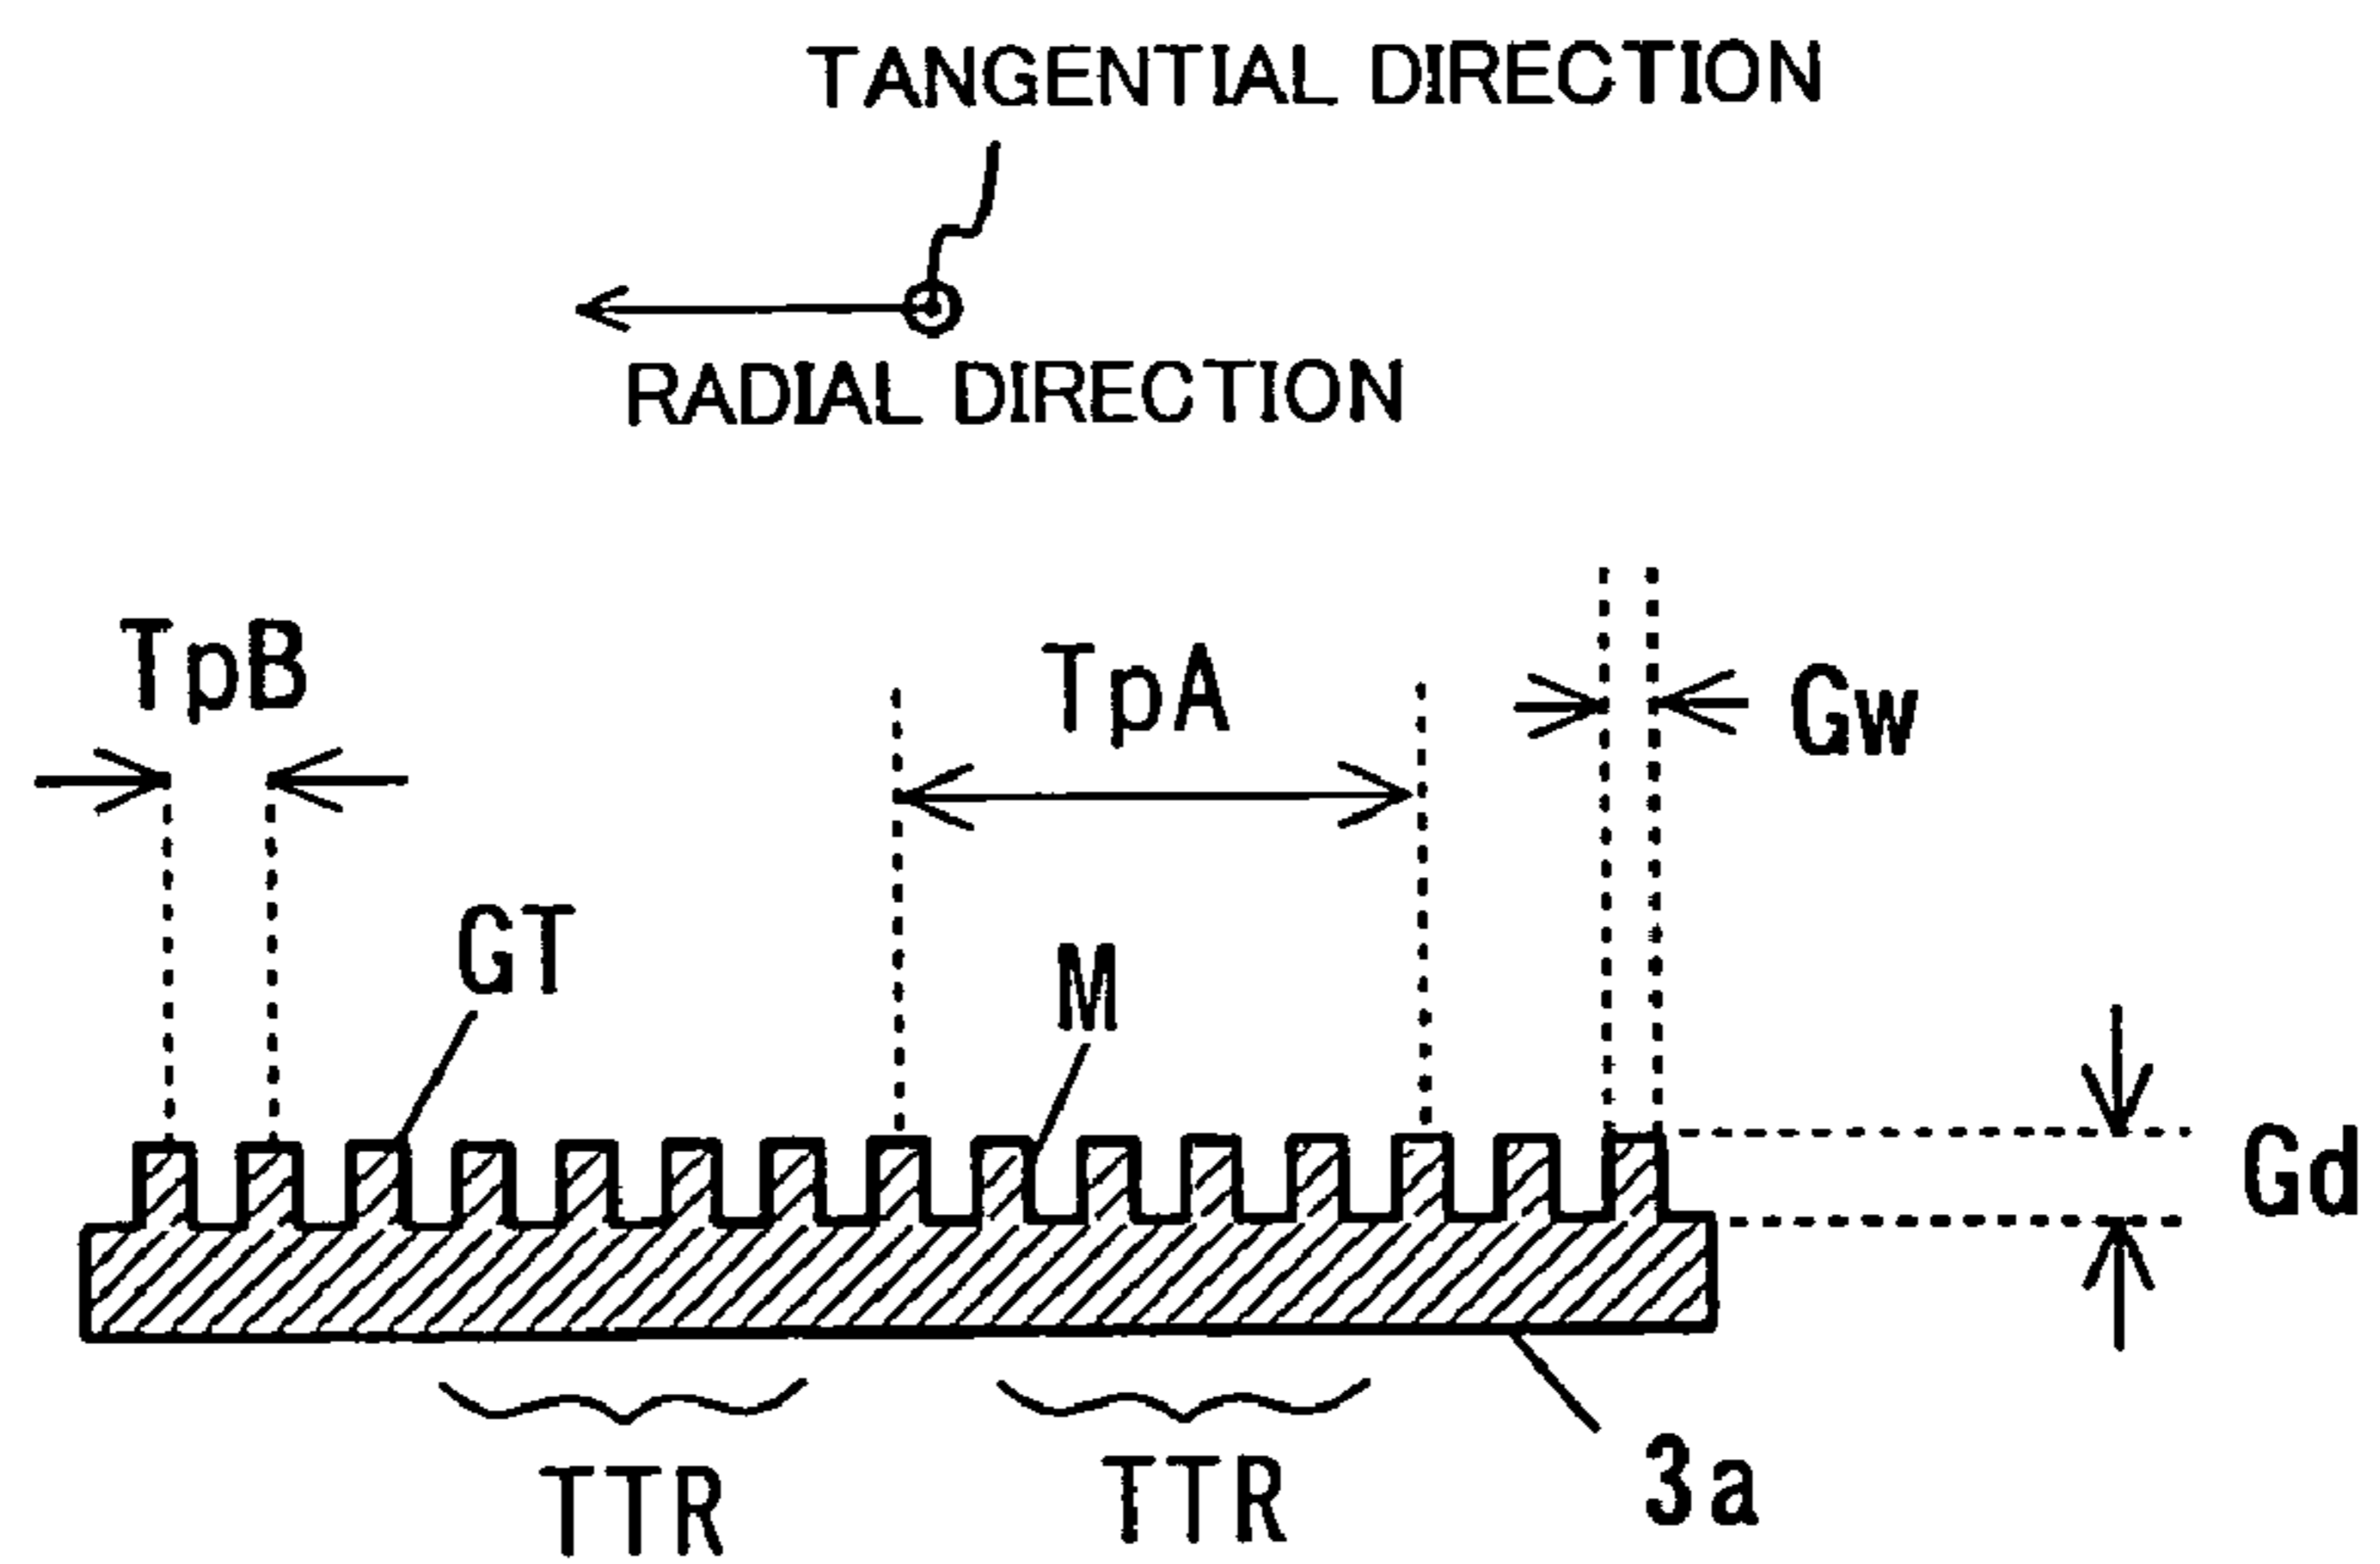 TANGENTIAL DIRECTION
RADIAL DIRECTION
TpB
TpA
Gw
GT
M
Gd
TTR
TTR
3a